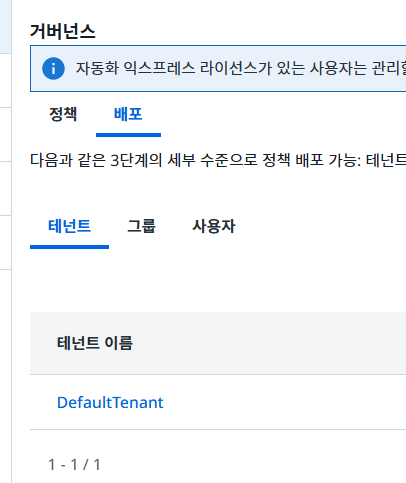 거버넌스
자동화 익스프레스 라이선스가 있는 사용자는 관리할
정책 배포
다음과 같은 3단계의 세부 수준으로 정책 배포 가능: 테넌트
테넌트 그룹 사용자
테넌트 이름
DefaultTenant
1 - 1 / 1